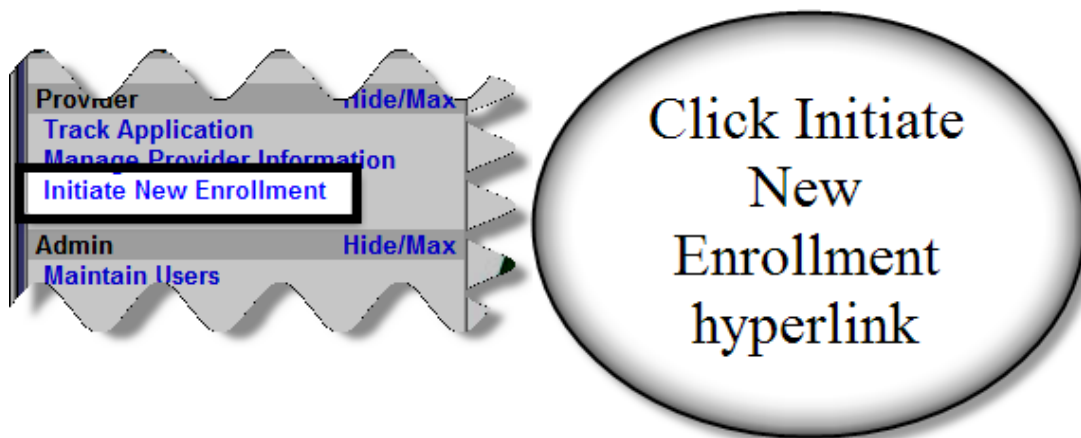 Provider Hide/Max
Track Application
Manage Provider Information
Initiate New Enrollment
Admin Hide/Max
Maintain Users
Click Initiate
New
Enrollment
hyperlink